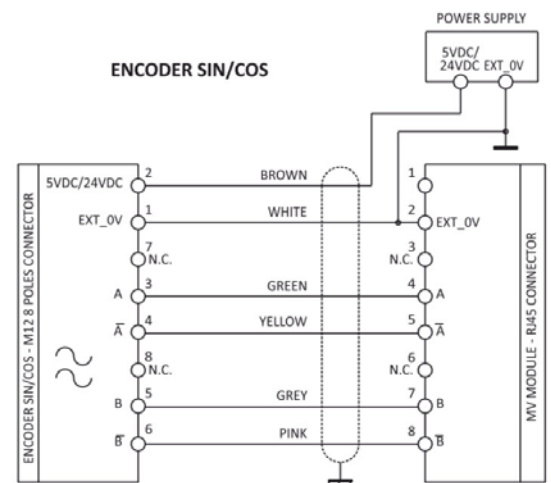 POWER SUPPLY
5VDC/
24VDC EXT_0V
ENCODER SIN/COS
ENCODER SIN/COS - M12 8 POLES CONNECTOR
5VDC/24VDC 2 BROWN 1
EXT_0V 1 WHITE 2 EXT_0V
7 N.C. 3 N.C.
A 3 GREEN 4 A
A̅ 4 YELLOW 5 A̅
8 N.C. 6 N.C.
B 5 GREY 7 B
B̅ 6 PINK 8 B̅
MV MODULE - RJ45 CONNECTOR